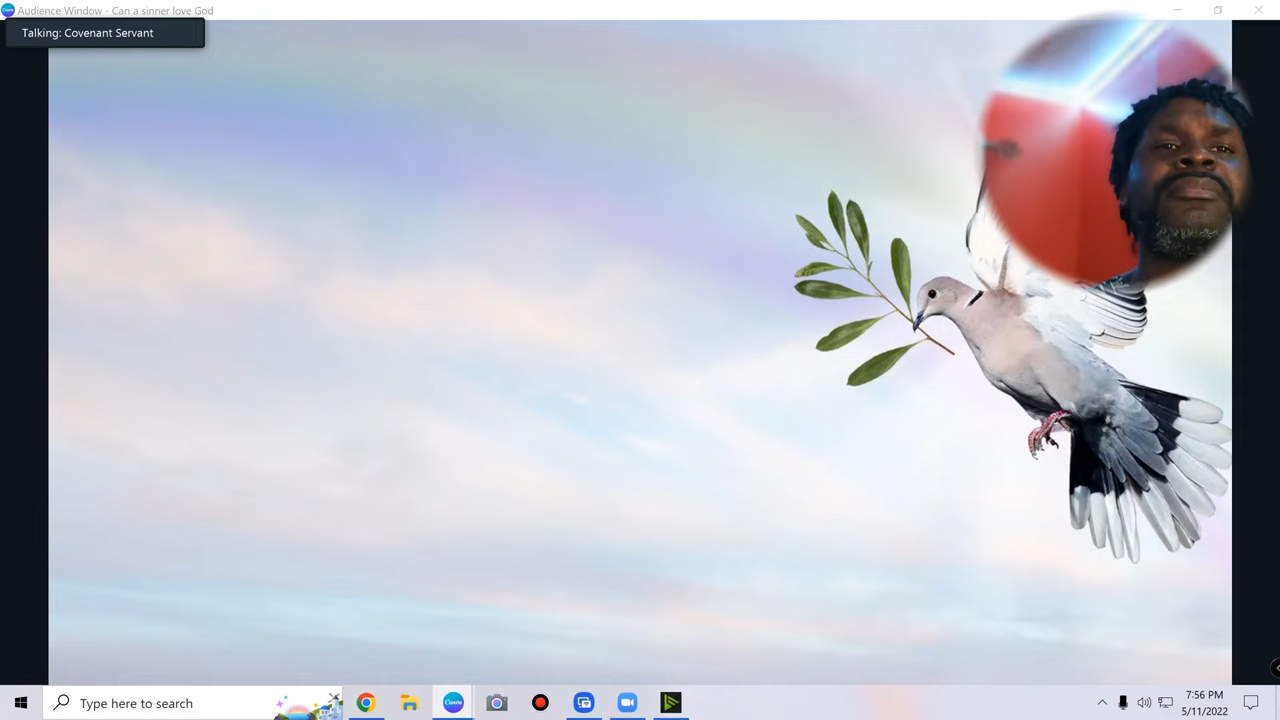 Audience Window - Can a sinner love God
Talking: Covenant Servant
Type here to search
7:56 PM
5/11/2022